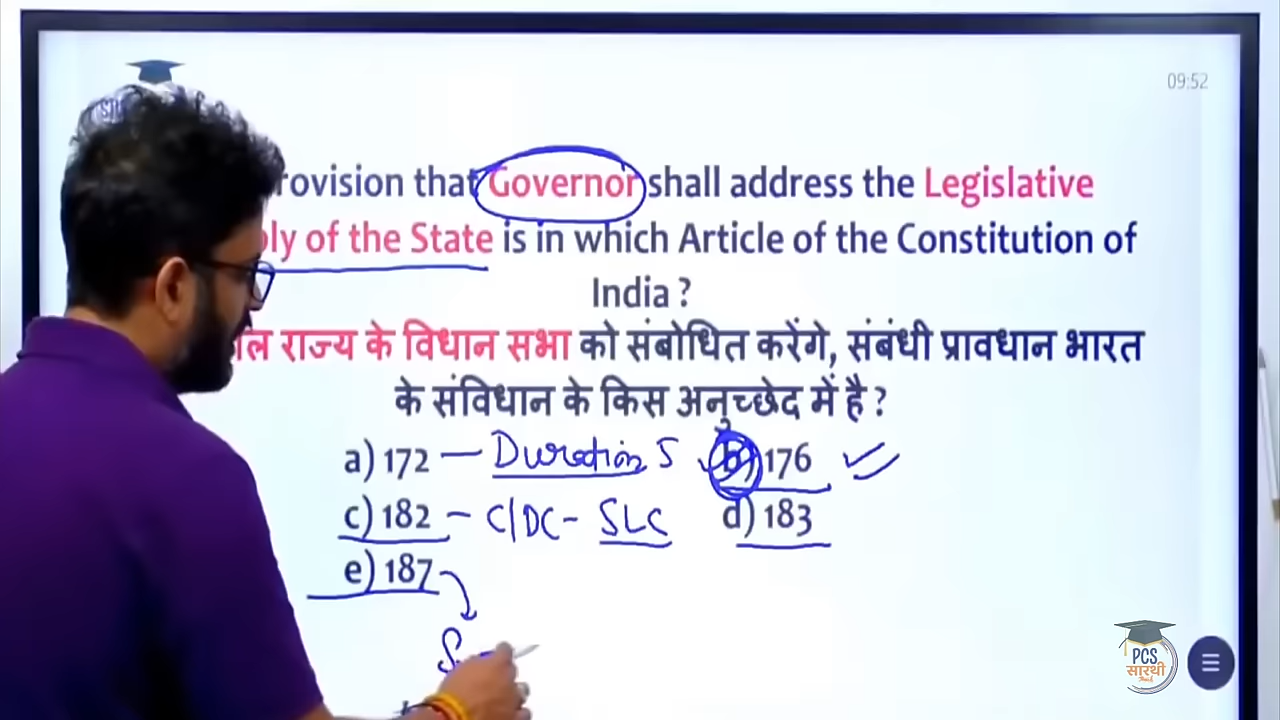 09:52
rovision that Governor shall address the Legislative
ly of the State is in which Article of the Constitution of
India ?
ल राज्य के विधान सभा को संबोधित करेंगे, संबंधी प्रावधान भारत
के संविधान के किस अनुच्छेद में है ?
a) 172 — Duration 5 b) 176
c) 182 – C/DC – SLC d) 183
e) 187
S
PCS
सारथी